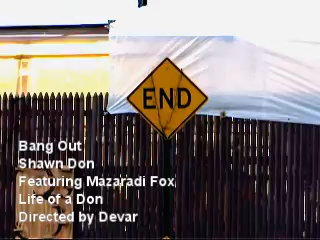 END
Bang Out
Shawn Don
Featuring Mazaradi Fox
Life of a Don
Directed by Devar